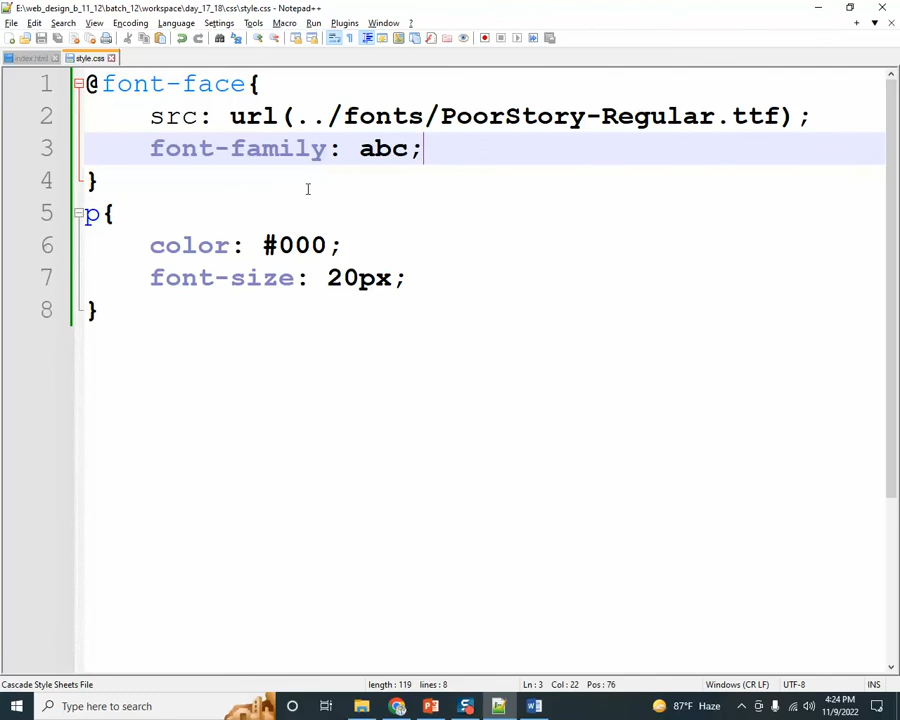 E:\web_design_b_11_12\batch_12\workspace\day_17_18\css\style.css - Notepad++
File Edit Search View Encoding Language Settings Tools Macro Run Plugins Window ?
index.html style.css
1 @font-face{
2 src: url(../fonts/PoorStory-Regular.ttf);
3 font-family: abc;
4 }
5 p{
6 color: #000;
7 font-size: 20px;
8 }
Cascade Style Sheets File length : 119 lines : 8 Ln : 3 Col : 22 Pos : 76 Windows (CR LF) UTF-8 INS
Type here to search 87°F Haze 4:24 PM
11/9/2022